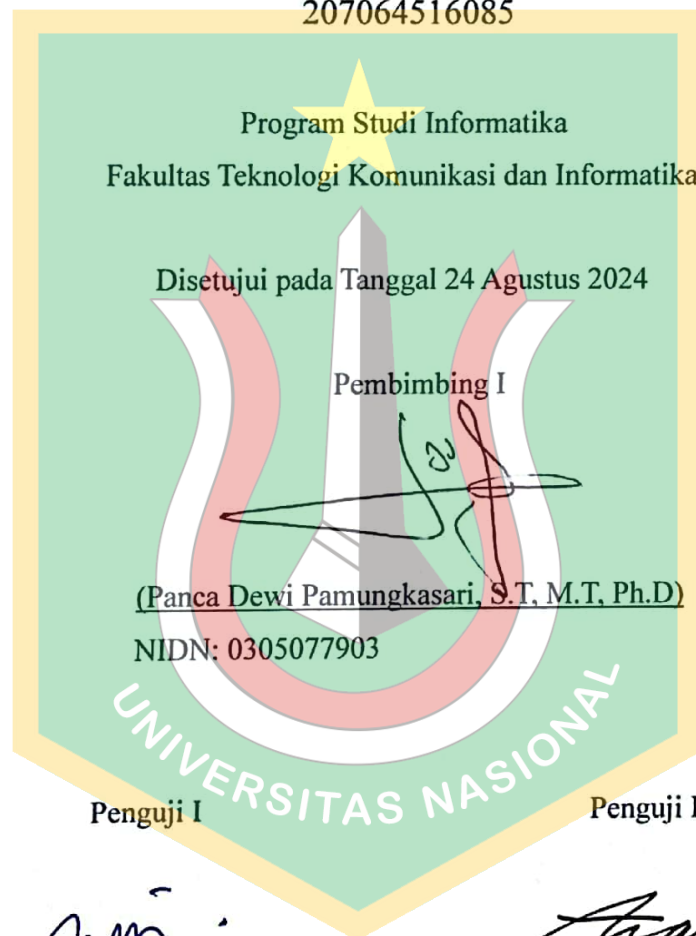 207064516085
Program Studi Informatika
Fakultas Teknologi Komunikasi dan Informatika
Disetujui pada Tanggal 24 Agustus 2024
Pembimbing I
(Panca Dewi Pamungkasari, S.T, M.T, Ph.D)
NIDN: 0305077903
UNIVERSITAS NASIONAL
Penguji I Penguji